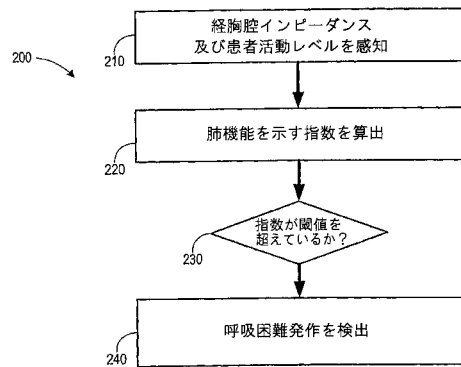 経胸腔インピーダンス
及び患者活動レベルを感知
210
200
肺機能を示す指数を算出
220
指数が閾値を
超えているか？
230
呼吸困難発作を検出
240